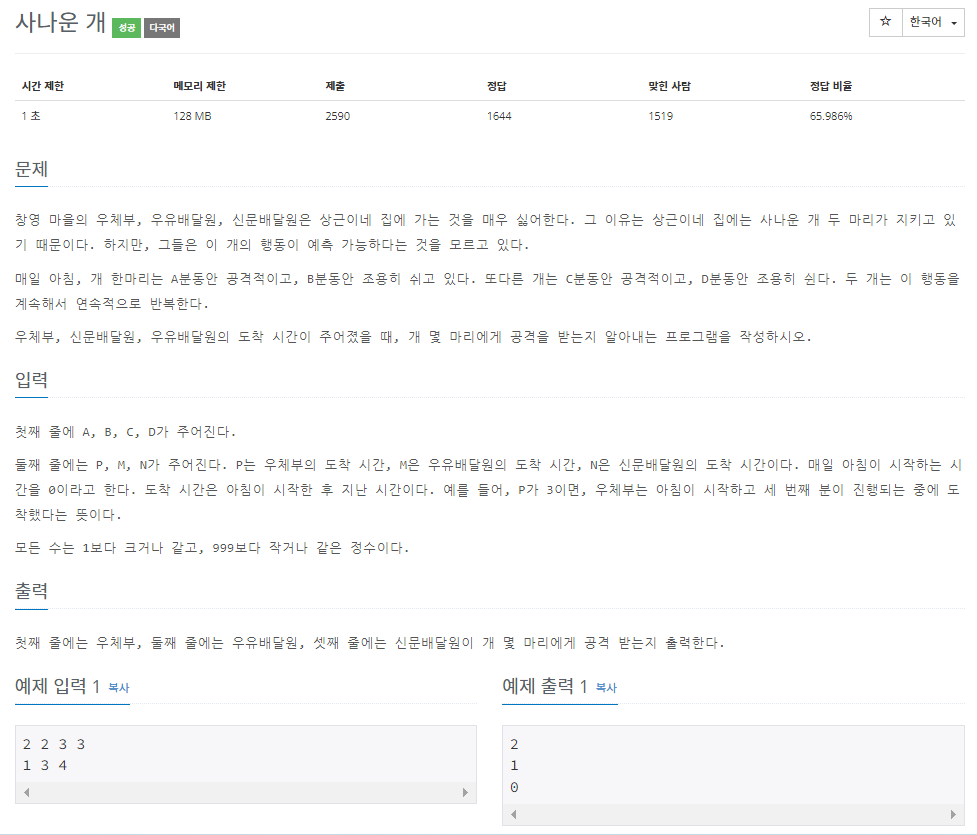 사나운 개 성공 다국어
☆ 한국어
시간 제한 메모리 제한 제출 정답 맞힌 사람 정답 비율
1 초 128 MB 2590 1644 1519 65.986%
문제
창영 마을의 우체부, 우유배달원, 신문배달원은 상근이네 집에 가는 것을 매우 싫어한다. 그 이유는 상근이네 집에는 사나운 개 두 마리가 지키고 있
기 때문이다. 하지만, 그들은 이 개의 행동이 예측 가능하다는 것을 모르고 있다.
매일 아침, 개 한마리는 A분동안 공격적이고, B분동안 조용히 쉬고 있다. 또다른 개는 C분동안 공격적이고, D분동안 조용히 쉰다. 두 개는 이 행동을
계속해서 연속적으로 반복한다.
우체부, 신문배달원, 우유배달원의 도착 시간이 주어졌을 때, 개 몇 마리에게 공격을 받는지 알아내는 프로그램을 작성하시오.
입력
첫째 줄에 A, B, C, D가 주어진다.
둘째 줄에는 P, M, N가 주어진다. P는 우체부의 도착 시간, M은 우유배달원의 도착 시간, N은 신문배달원의 도착 시간이다. 매일 아침이 시작하는 시
간을 0이라고 한다. 도착 시간은 아침이 시작한 후 지난 시간이다. 예를 들어, P가 3이면, 우체부는 아침이 시작하고 세 번째 분이 진행되는 중에 도
착했다는 뜻이다.
모든 수는 1보다 크거나 같고, 999보다 작거나 같은 정수이다.
출력
첫째 줄에는 우체부, 둘째 줄에는 우유배달원, 셋째 줄에는 신문배달원이 개 몇 마리에게 공격 받는지 출력한다.
예제 입력 1 복사
2 2 3 3
1 3 4
예제 출력 1 복사
2
1
0